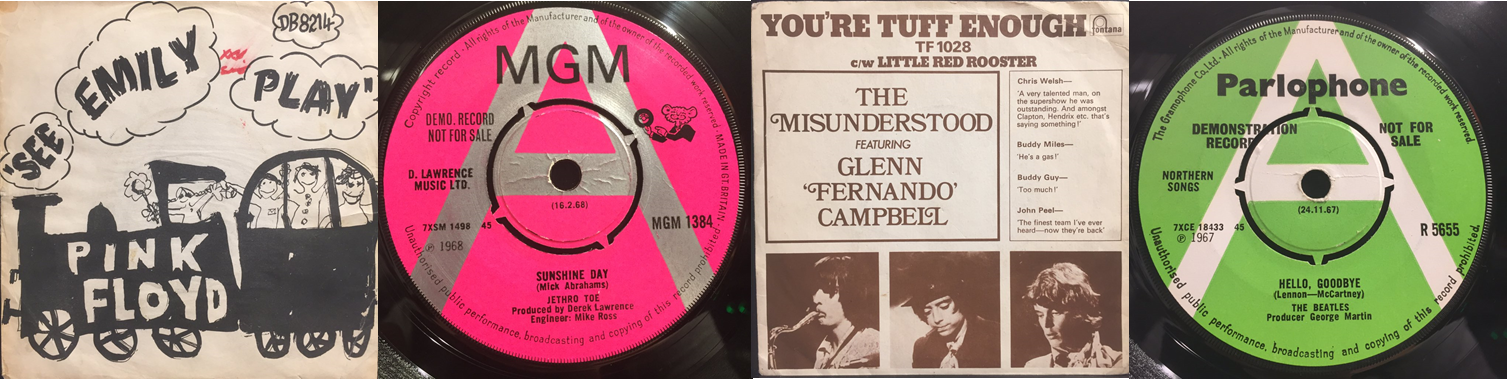 DB8214
"SEE
EMILY
PLAY"
PINK
FLOYD
Copyright record · All rights of the Manufacturer and of the owner of the recorded work reserved · MADE IN GT BRITAIN ·
Unauthorised public performance, broadcasting and copying of this record prohibited ·
MGM
DEMO. RECORD
NOT FOR SALE
D. LAWRENCE
MUSIC LTD.
(16.2.68)
7XSM 1498 45
MGM 1384
℗ 1968
SUNSHINE DAY
(Mick Abrahams)
JETHRO TOE
Produced by Derek Lawrence
Engineer: Mike Ross
YOU'RE TUFF ENOUGH
fontana
TF 1028
c/w LITTLE RED ROOSTER
THE
MISUNDERSTOOD
FEATURING
GLENN
'FERNANDO'
CAMPBELL
Chris Welsh—
'A very talented man, on
the supershow he was
outstanding. And amongst
Clapton, Hendrix etc. that's
saying something!'
Buddy Miles—
'He's a gas!'
Buddy Guy—
'Too much!'
John Peel—
'The finest team I've ever
heard—now they're back'
The Gramophone Co. Ltd. · All rights of the Manufacturer and of the owner of the recorded work reserved.
Unauthorised public performance, broadcasting and copying of this record prohibited.
Parlophone
DEMONSTRATION
RECORD
NOT FOR
SALE
NORTHERN
SONGS
(24.11.67)
7XCE 18433 45
R 5655
℗ 1967
HELLO, GOODBYE
(Lennon—McCartney)
THE BEATLES
Producer George Martin